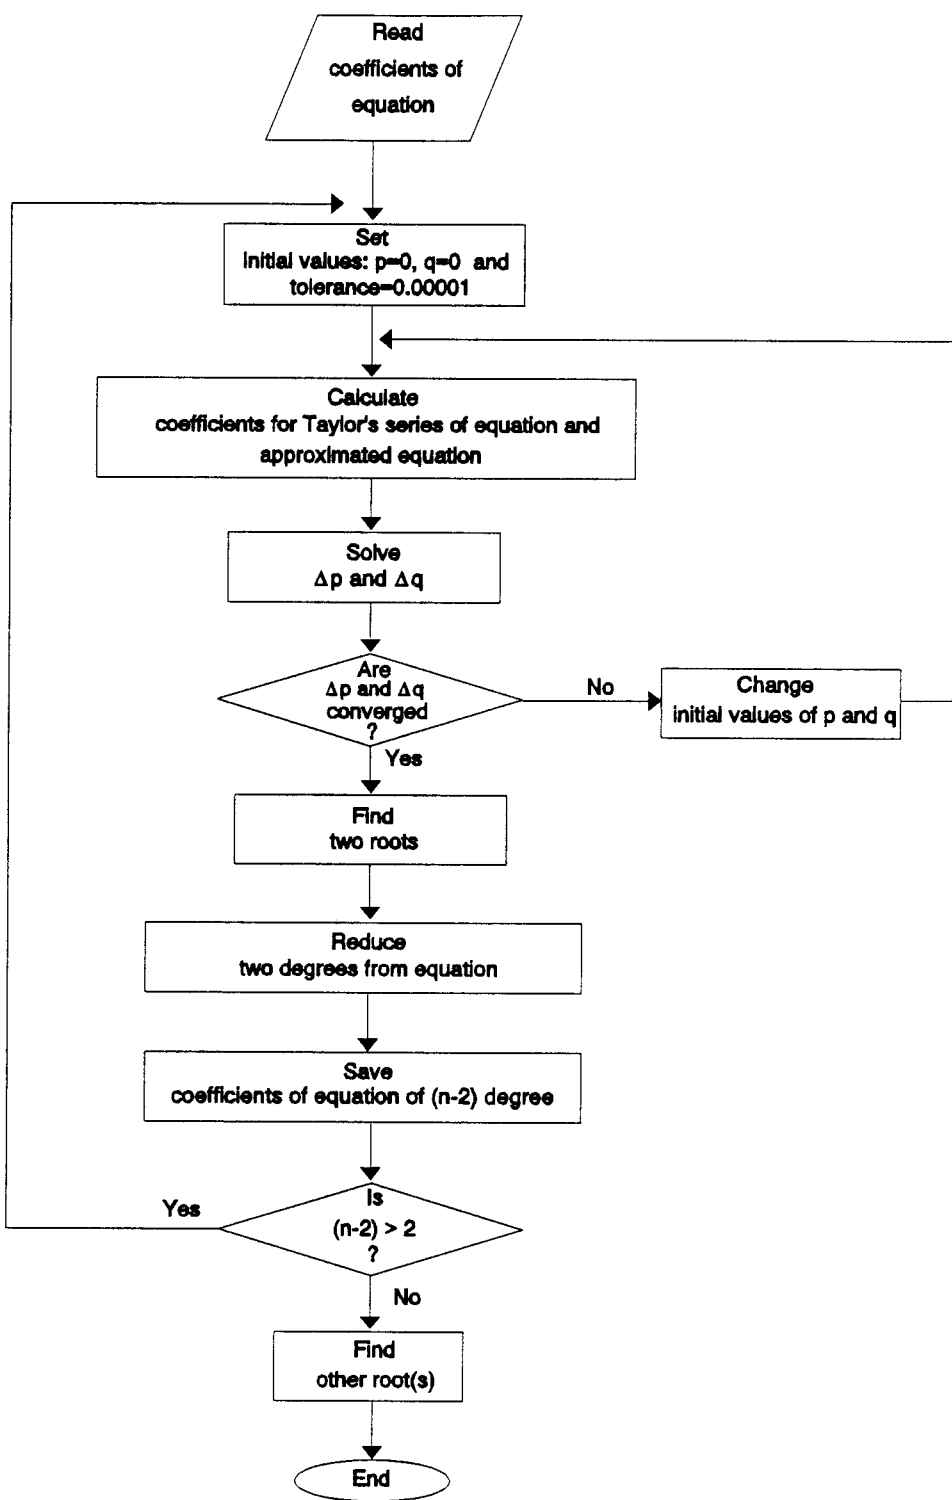 Read
coefficients of
equation
Set
initial values: p=0, q=0 and
tolerance=0.00001
Calculate
coefficients for Taylor's series of equation and
approximated equation
Solve
Δp and Δq
Are
Δp and Δq
converged
?
No
Change
initial values of p and q
Yes
Find
two roots
Reduce
two degrees from equation
Save
coefficients of equation of (n-2) degree
Yes
Is
(n-2) > 2
?
No
Find
other root(s)
End